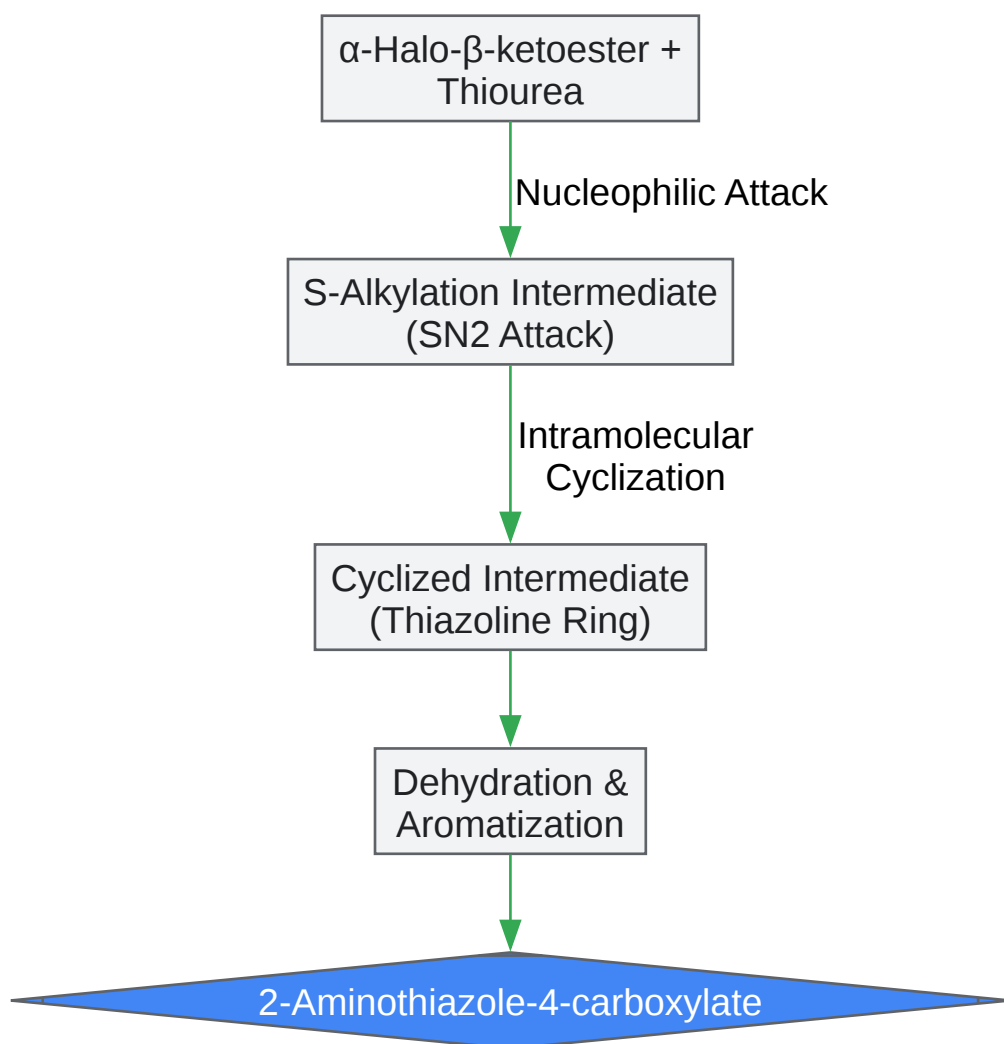 α-Halo-β-ketoester +
Thiourea
Nucleophilic Attack
S-Alkylation Intermediate
(SN2 Attack)
Intramolecular
Cyclization
Cyclized Intermediate
(Thiazoline Ring)
Dehydration &
Aromatization
2-Aminothiazole-4-carboxylate